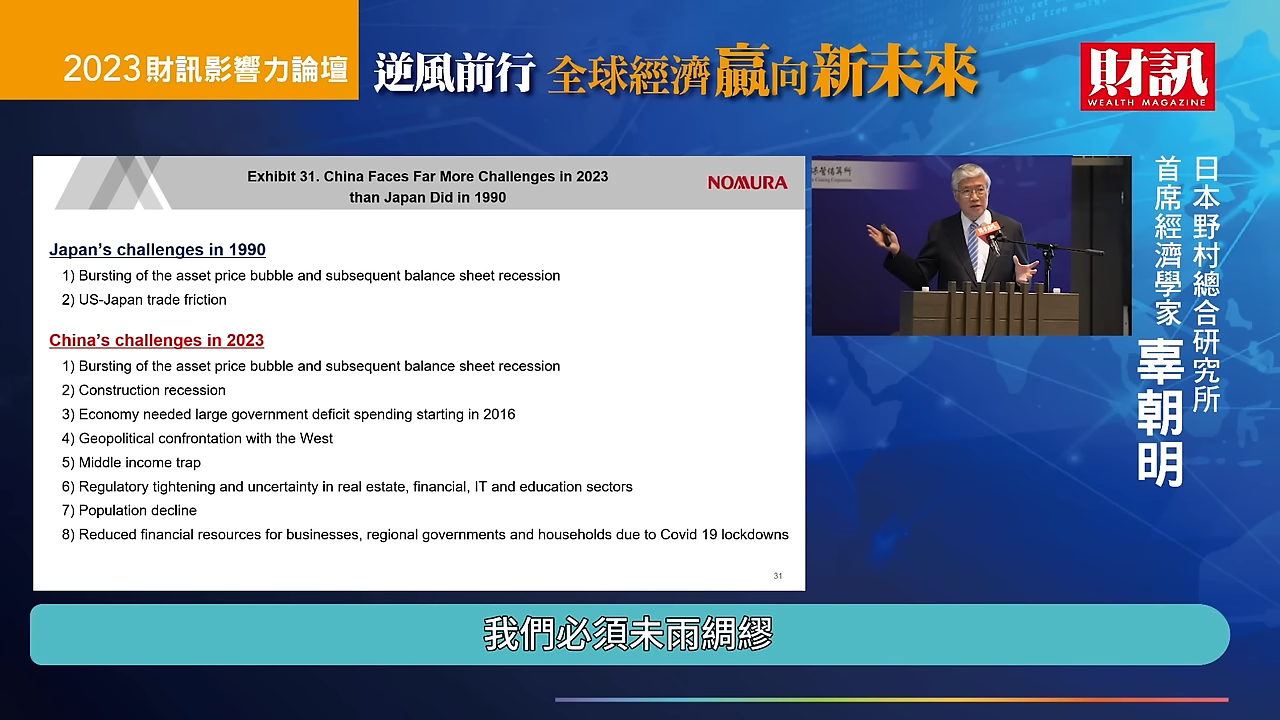 2023財訊影響力論壇
逆風前行 全球經濟贏向新未來
財訊
WEALTH MAGAZINE
Exhibit 31. China Faces Far More Challenges in 2023
than Japan Did in 1990
NOMURA
Japan's challenges in 1990
1) Bursting of the asset price bubble and subsequent balance sheet recession
2) US-Japan trade friction
China's challenges in 2023
1) Bursting of the asset price bubble and subsequent balance sheet recession
2) Construction recession
3) Economy needed large government deficit spending starting in 2016
4) Geopolitical confrontation with the West
5) Middle income trap
6) Regulatory tightening and uncertainty in real estate, financial, IT and education sectors
7) Population decline
8) Reduced financial resources for businesses, regional governments and households due to Covid 19 lockdowns
31
財訊
日本野村總合研究所
首席經濟學家 辜朝明
我們必須未雨綢繆